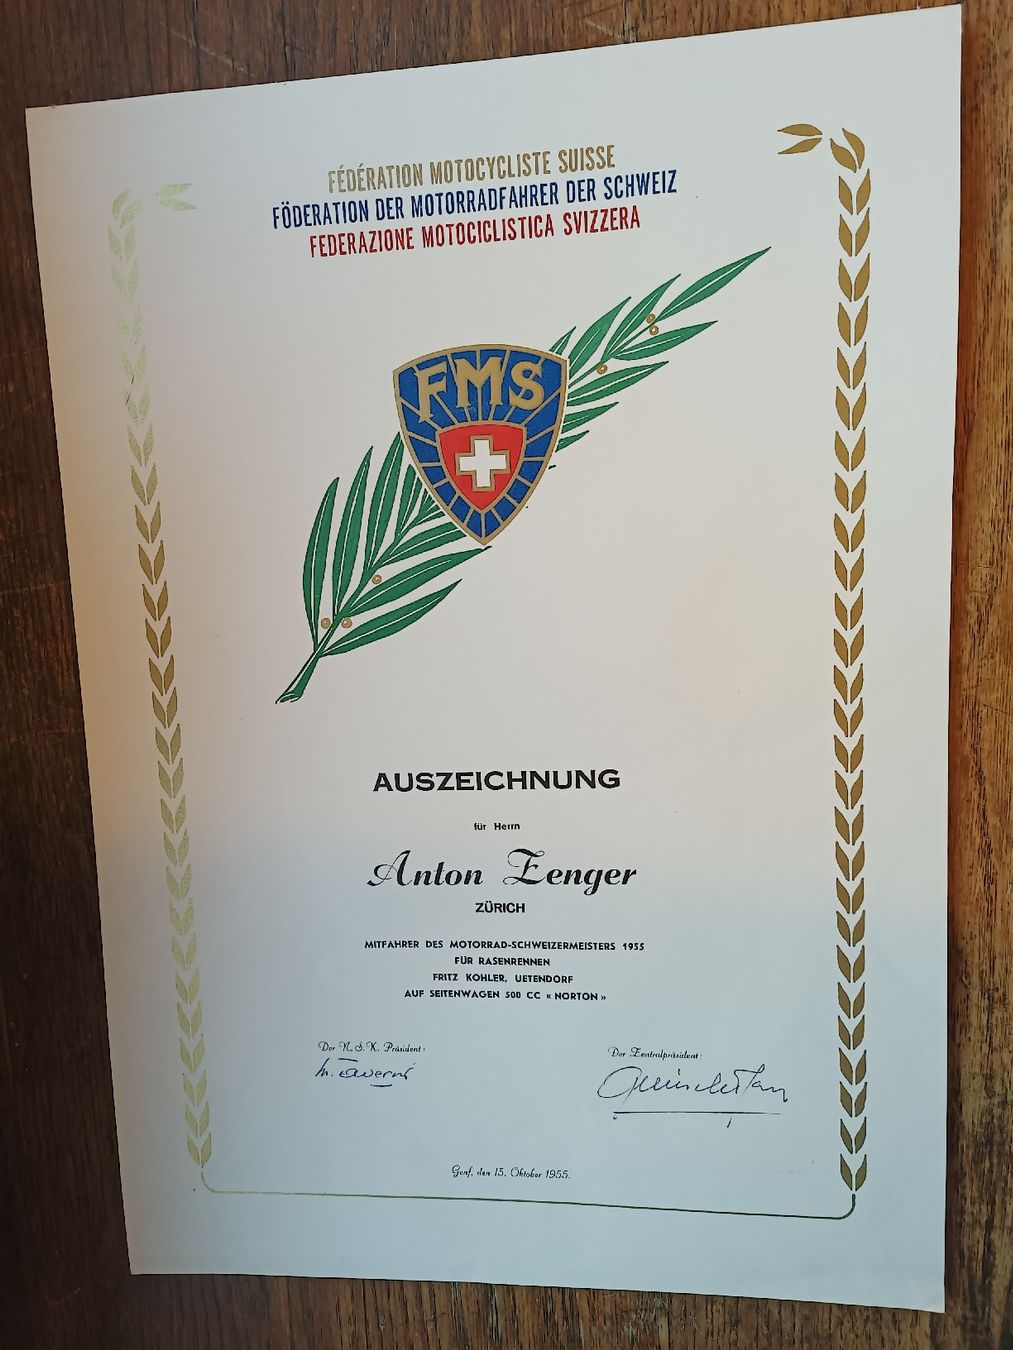 FÉDÉRATION MOTOCYCLISTE SUISSE
FÖDERATION DER MOTORRADFAHRER DER SCHWEIZ
FEDERAZIONE MOTOCICLISTICA SVIZZERA
FMS
AUSZEICHNUNG
für Herrn
Anton Zenger
ZÜRICH
MITFAHRER DES MOTORRAD-SCHWEIZERMEISTERS 1955
FÜR RASENRENNEN
FRITZ KOHLER, UETENDORF
AUF SEITENWAGEN 500 CC « NORTON »
Der N. S. K. Präsident: Der Zentralpräsident:
Genf, den 15. Oktober 1955.